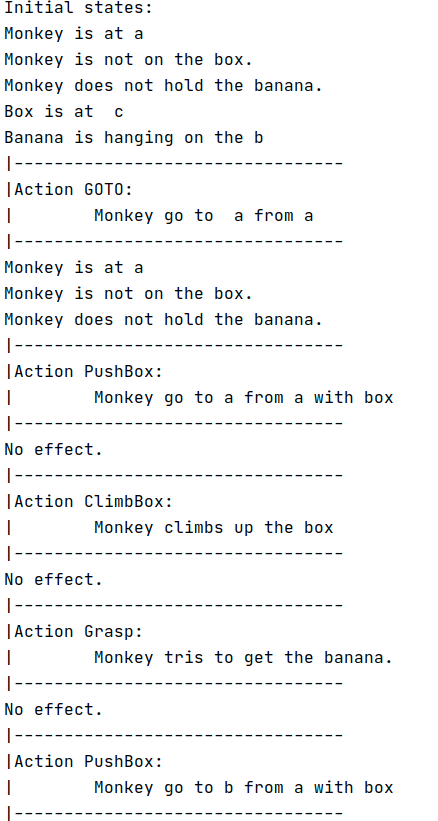 Initial states:
Monkey is at a
Monkey is not on the box.
Monkey does not hold the banana.
Box is at  c
Banana is hanging on the b
|---------------------------------
|Action GOTO:
|        Monkey go to  a from a
|---------------------------------
Monkey is at a
Monkey is not on the box.
Monkey does not hold the banana.
|---------------------------------
|Action PushBox:
|        Monkey go to a from a with box
|---------------------------------
No effect.
|---------------------------------
|Action ClimbBox:
|        Monkey climbs up the box
|---------------------------------
No effect.
|---------------------------------
|Action Grasp:
|        Monkey tris to get the banana.
|---------------------------------
No effect.
|---------------------------------
|Action PushBox:
|        Monkey go to b from a with box
|---------------------------------